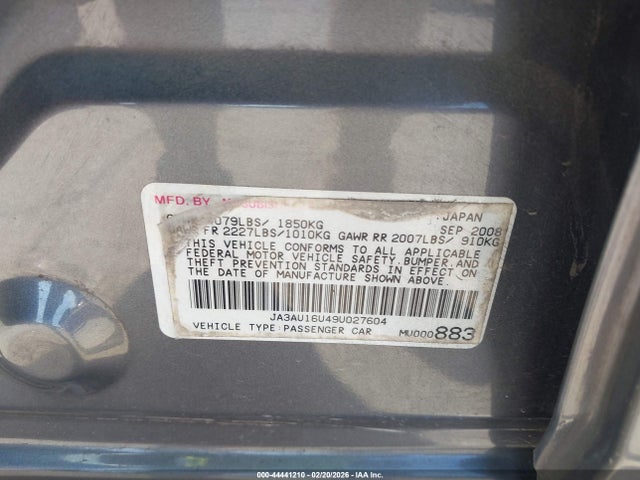 MFD. BY
JAPAN
079LBS/ 1850KG
SEP 2008
FR 2227LBS/1010KG GAWR RR 2007LBS/ 910KG
THIS VEHICLE CONFORMS TO ALL APPLICABLE
FEDERAL MOTOR VEHICLE SAFETY,BUMPER,AND
THEFT PREVENTION STANDARDS IN EFFECT ON
THE DATE OF MANUFACTURE SHOWN ABOVE.
JA3AU16U49U027604
VEHICLE TYPE:PASSENGER CAR
MU000883
000-44441210 - 02/20/2026 - IAA Inc.